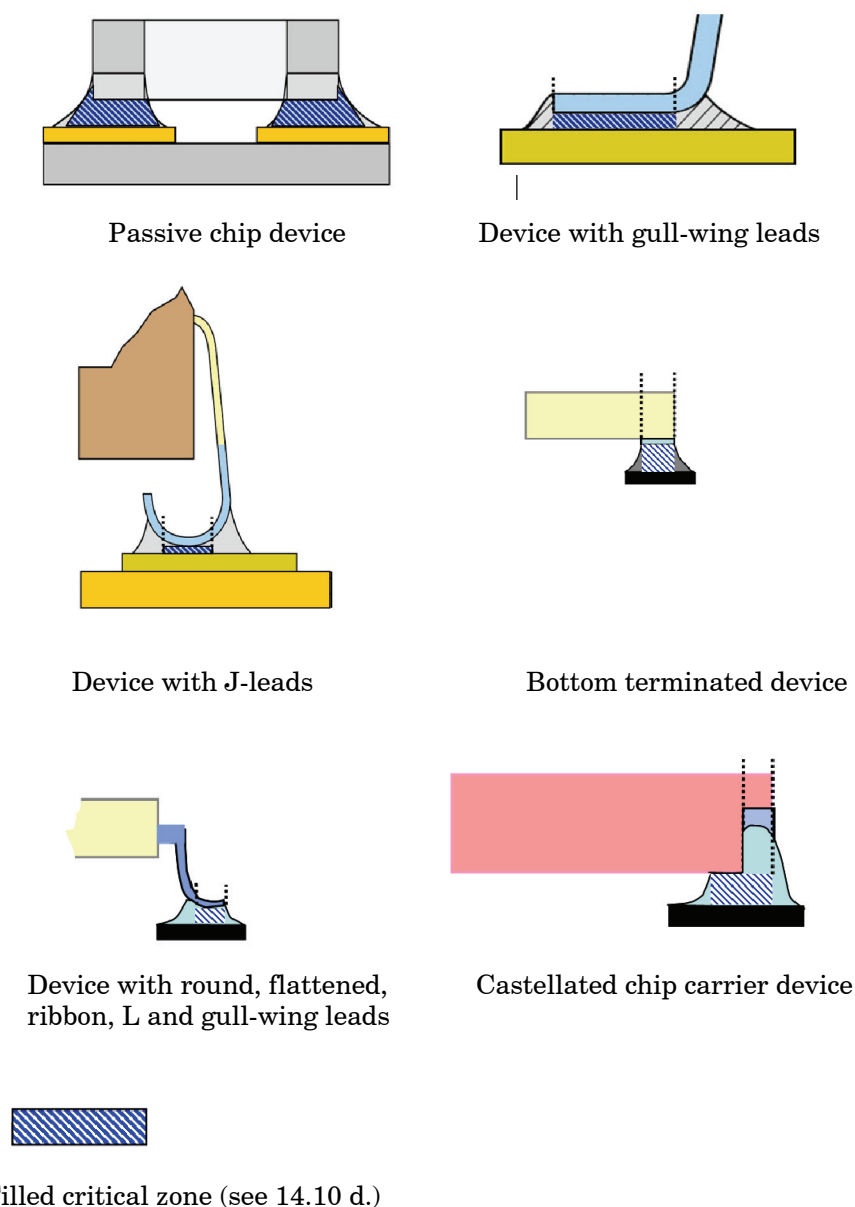 Passive chip device
Device with gull-wing leads
Device with J-leads
Bottom terminated device
Device with round, flattened,
ribbon, L and gull-wing leads
Castellated chip carrier device
illed critical zone (see 14.10 d.)